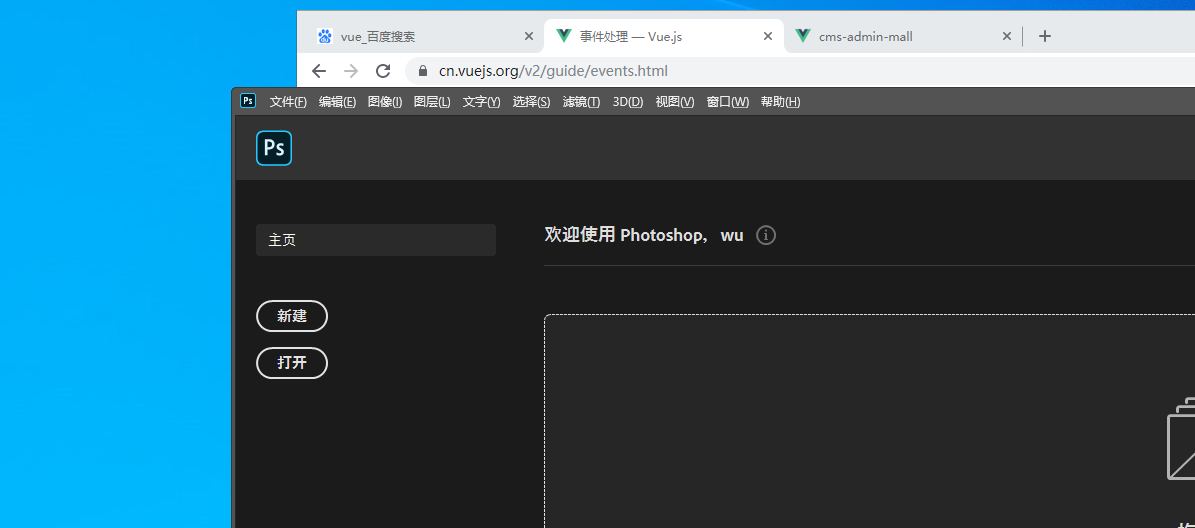 vue_百度搜索
事件处理 — Vue.js
cms-admin-mall
cn.vuejs.org/v2/guide/events.html
Ps 文件(F) 编辑(E) 图像(I) 图层(L) 文字(Y) 选择(S) 滤镜(T) 3D(D) 视图(V) 窗口(W) 帮助(H)
Ps
主页
欢迎使用 Photoshop, wu
新建
打开